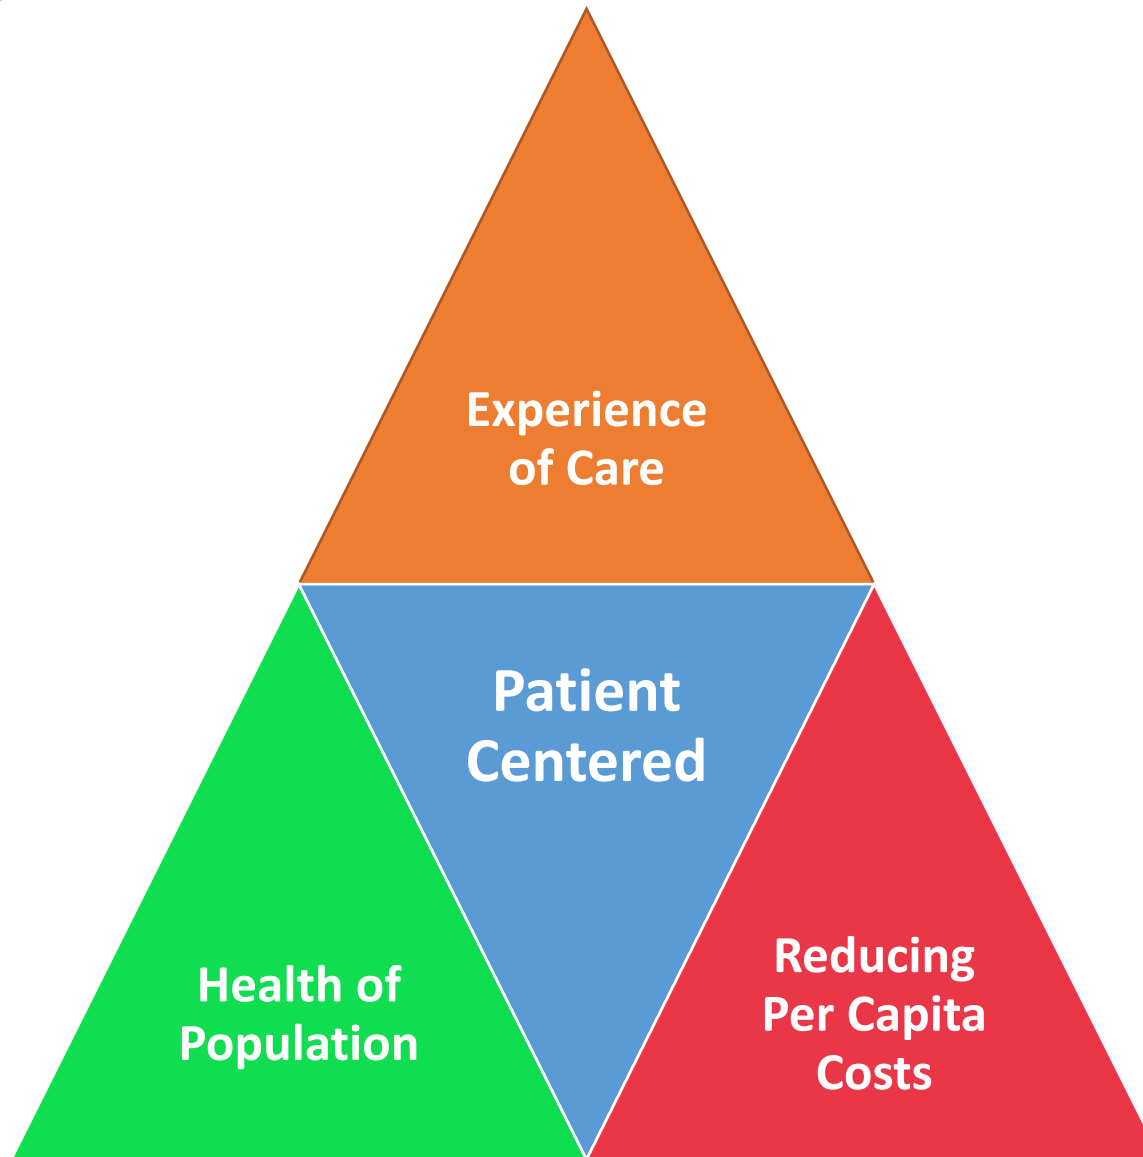 Experience
of Care
Patient
Centered
Health of
Population
Reducing
Per Capita
Costs